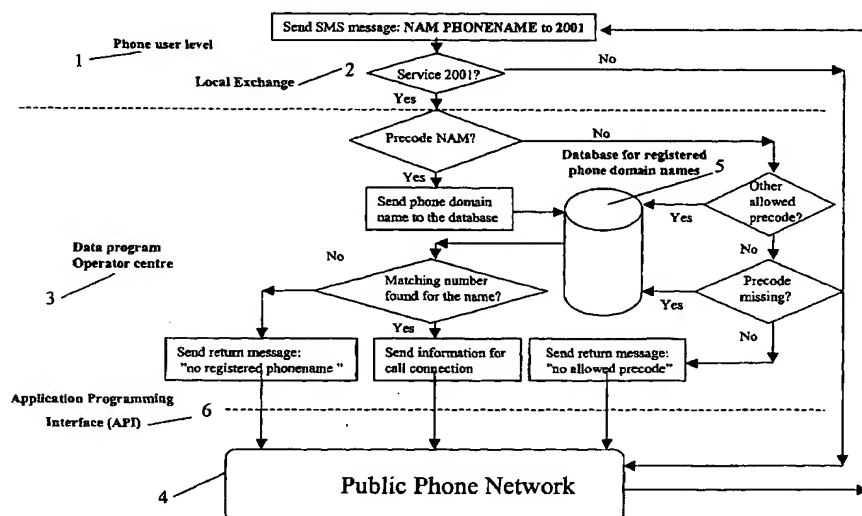 Send SMS message: NAM PHONENAME to 2001
1
Phone user level
Local Exchange
2
Service 2001?
No
Yes
Precode NAM?
No
Yes
Database for registered
phone domain names
5
Send phone domain
name to the database
Other
allowed
precode?
Yes
No
Data program
Operator centre
3
No
Matching number
found for the name?
Yes
Precode
missing?
Yes
No
Send return message:
"no registered phonename "
Send information for
call connection
Send return message:
"no allowed precode"
Application Programming
Interface (API)
6
4
Public Phone Network